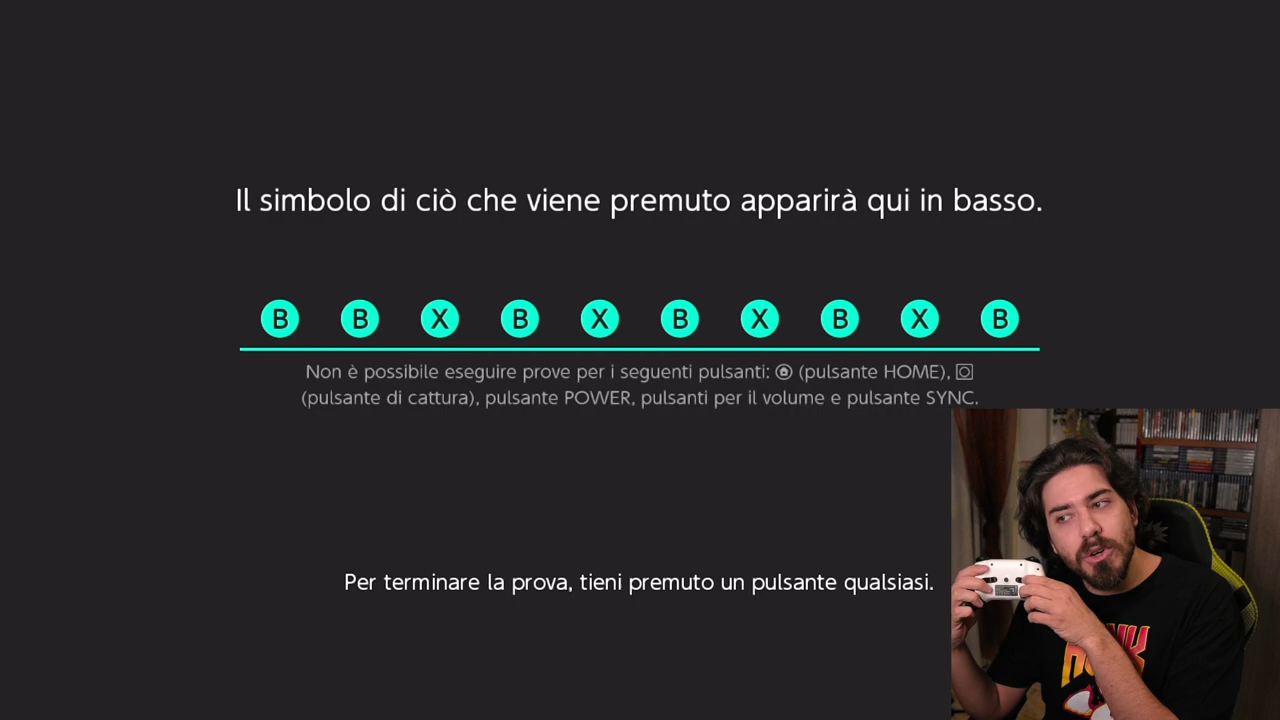 Il simbolo di ciò che viene premuto apparirà qui in basso.
B B X B X B X B X B
Non è possibile eseguire prove per i seguenti pulsanti: (pulsante HOME),
(pulsante di cattura), pulsante POWER, pulsanti per il volume e pulsante SYNC.
Per terminare la prova, tieni premuto un pulsante qualsiasi.